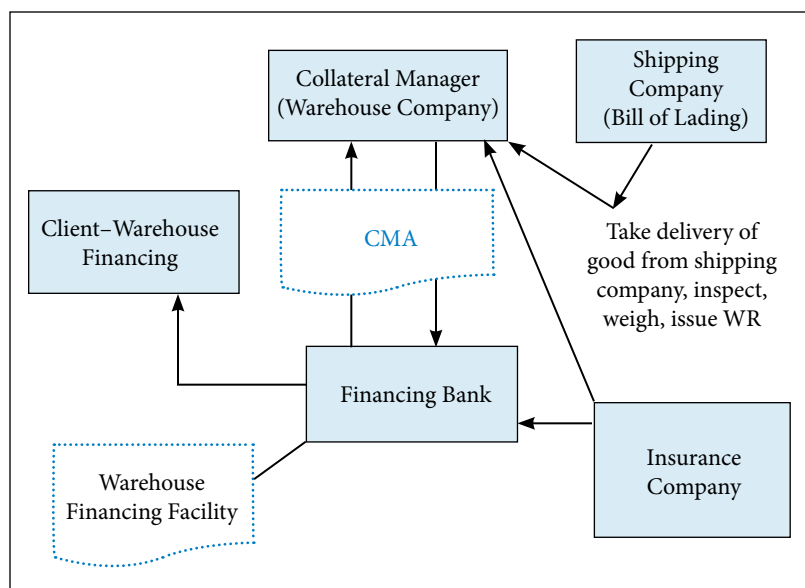 Collateral Manager
(Warehouse Company)
Shipping
Company
(Bill of Lading)
Client–Warehouse
Financing
CMA
Take delivery of
good from shipping
company, inspect,
weigh, issue WR
Financing Bank
Insurance
Company
Warehouse
Financing Facility